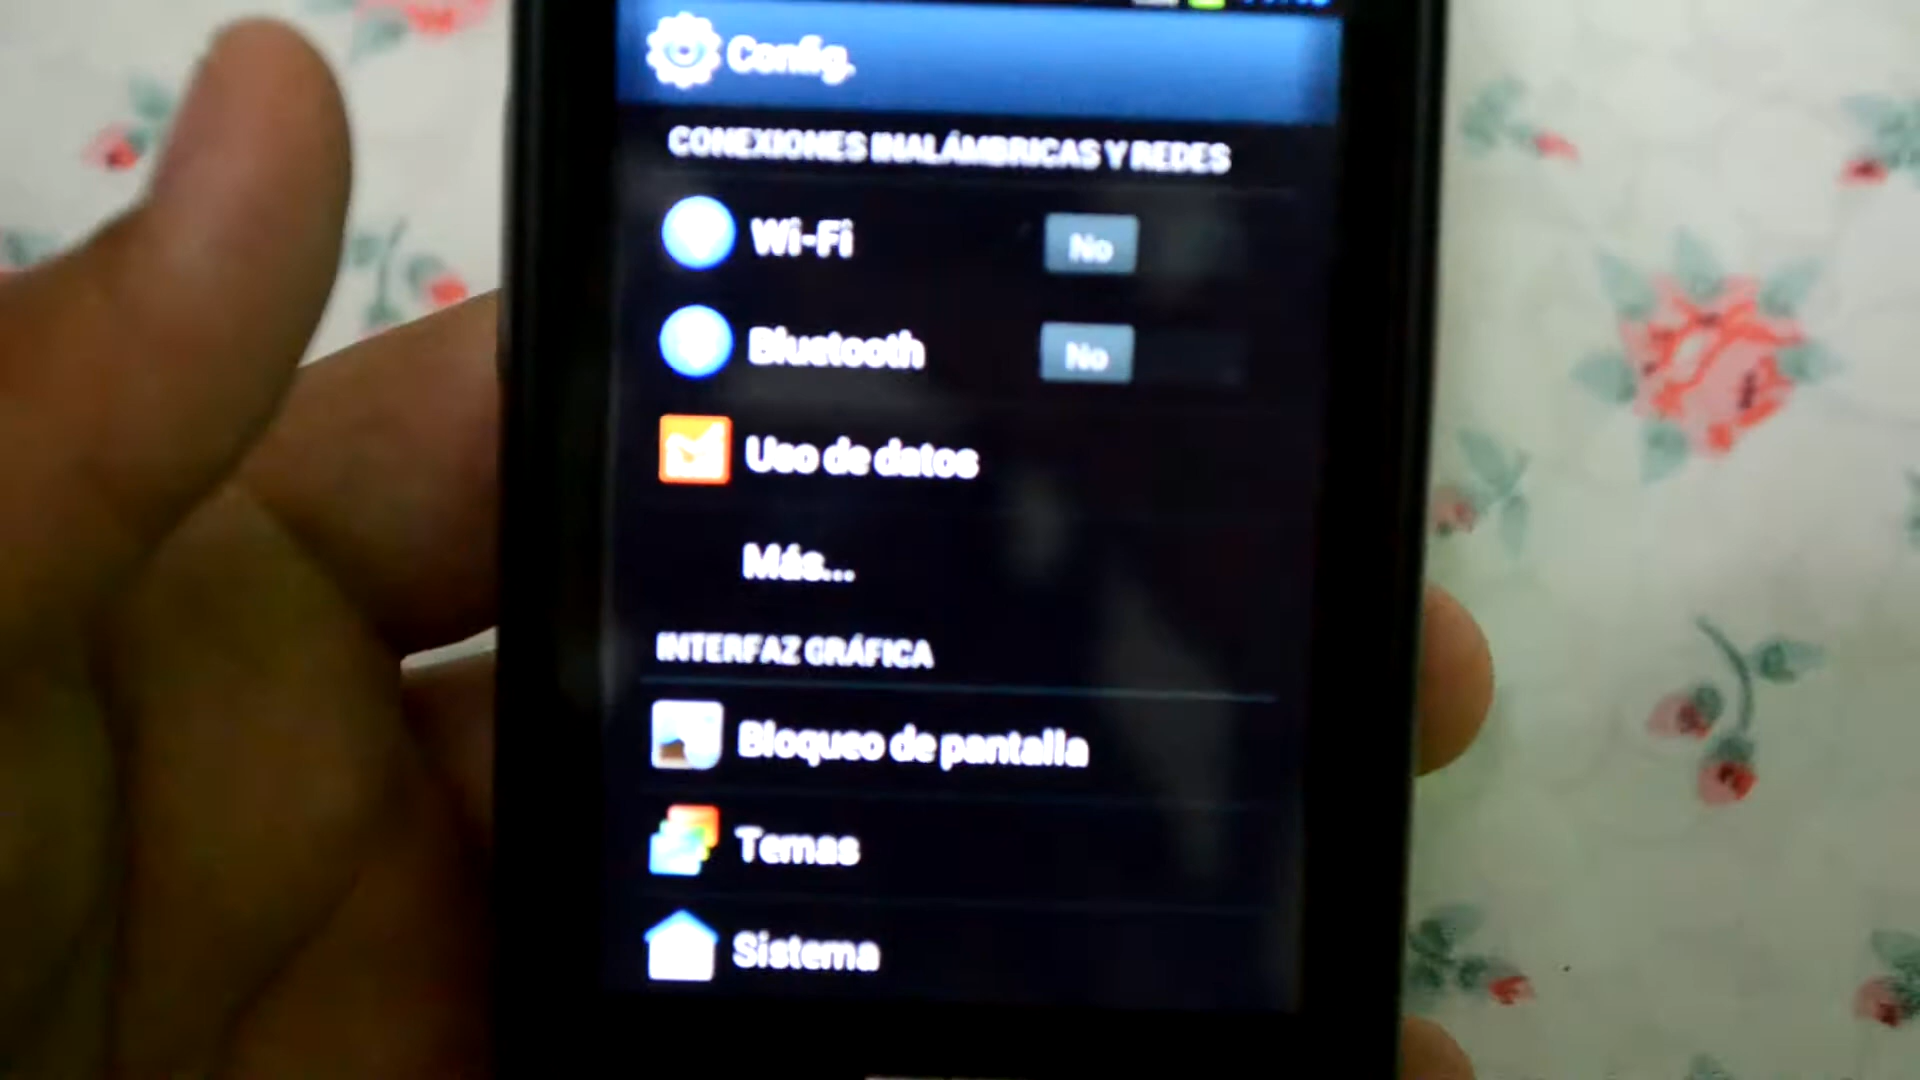 Config.
CONEXIONES INALÁMBRICAS Y REDES
Wi-Fi No
Bluetooth No
Uso de datos
Más...
INTERFAZ GRÁFICA
Bloqueo de pantalla
Temas
Sistema